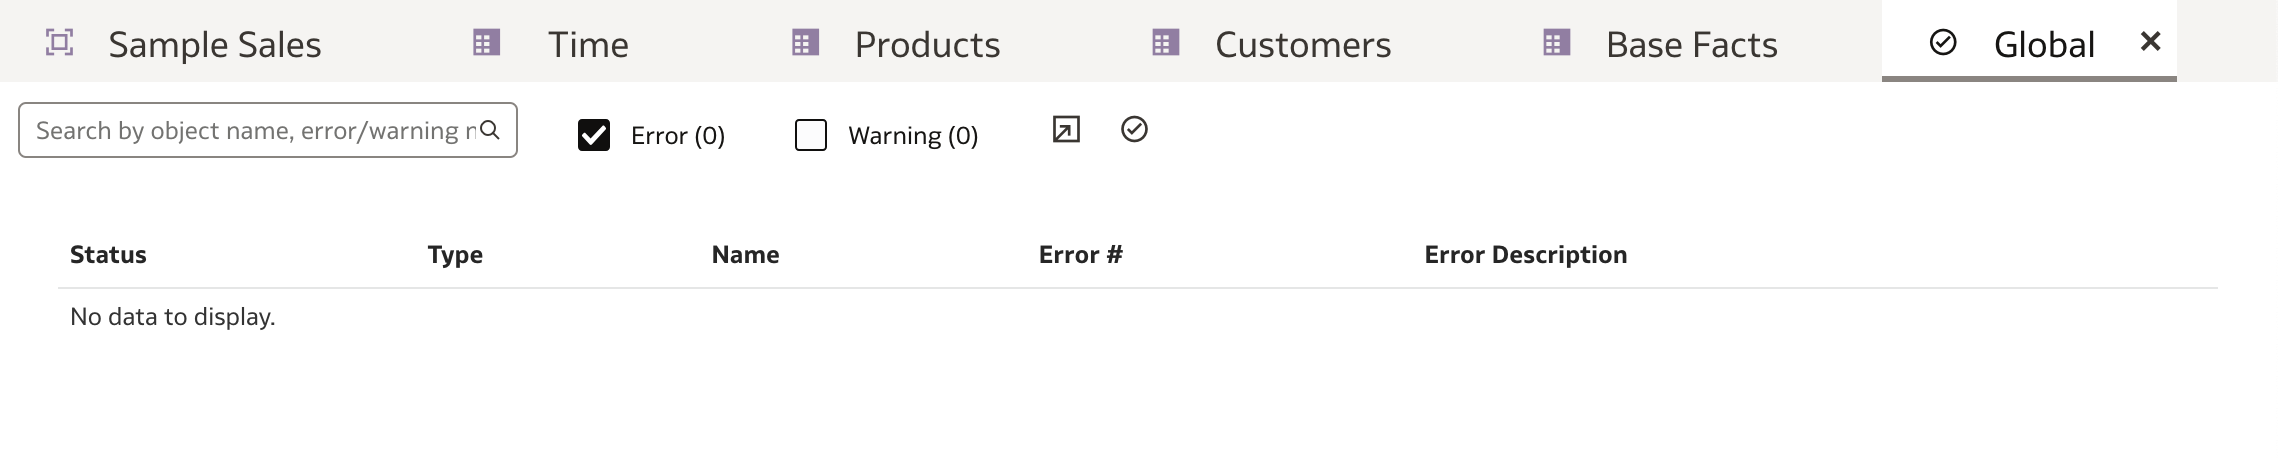 Sample Sales Time Products Customers Base Facts Global
Search by object name, error/warning n Error (0) Warning (0)
Status Type Name Error # Error Description
No data to display.